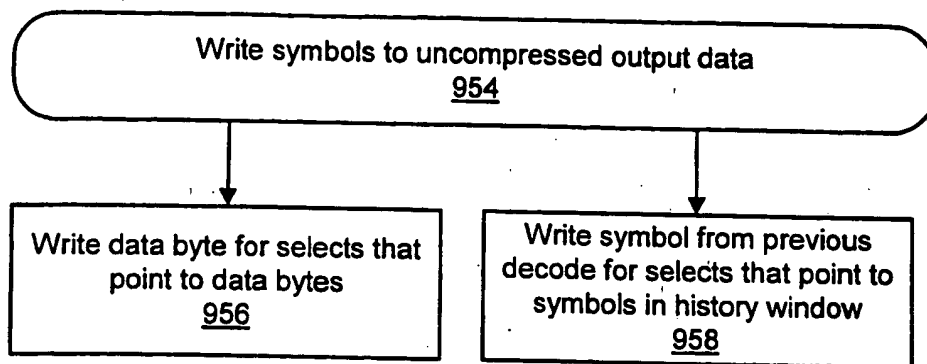 Write symbols to uncompressed output data
954
Write data byte for selects that
point to data bytes
956
Write symbol from previous
decode for selects that point to
symbols in history window
958